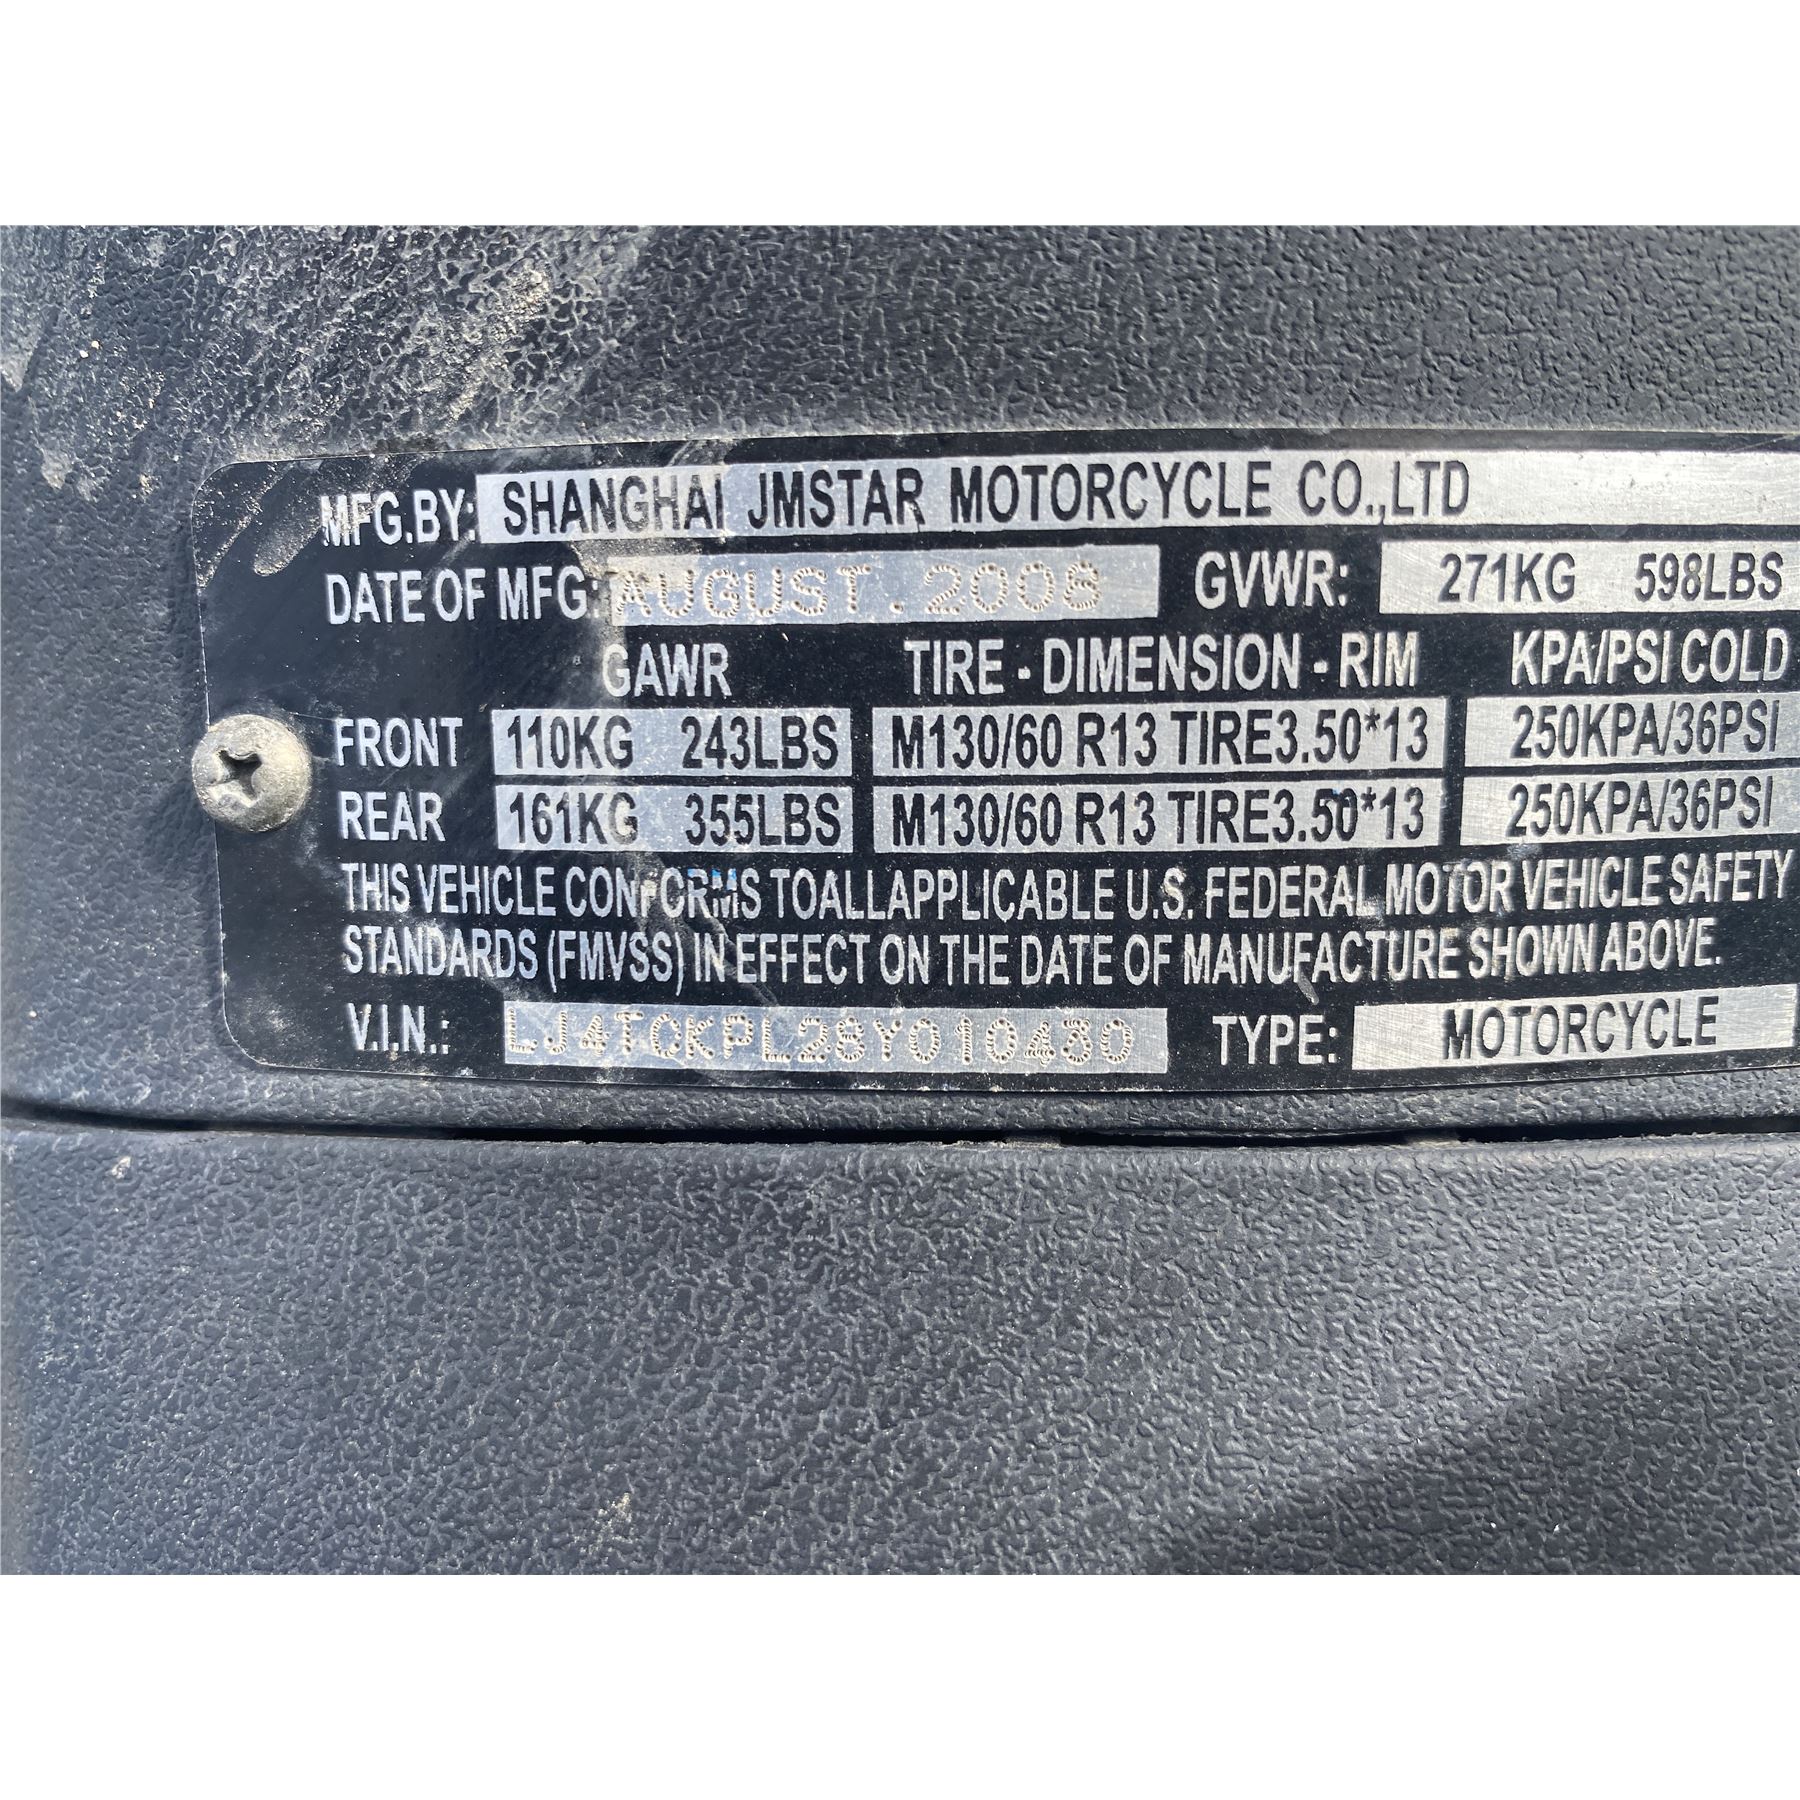 MFG.BY: SHANGHAI JMSTAR MOTORCYCLE CO.,LTD
DATE OF MFG: AUGUST.2008 GVWR: 271KG 598LBS
GAWR TIRE - DIMENSION - RIM KPA/PSI COLD
FRONT 110KG 243LBS M130/60 R13 TIRE3.50*13 250KPA/36PSI
REAR 161KG 355LBS M130/60 R13 TIRE3.50*13 250KPA/36PSI
THIS VEHICLE CONFORMS TOALLAPPLICABLE U.S. FEDERAL MOTOR VEHICLE SAFETY
STANDARDS (FMVSS) IN EFFECT ON THE DATE OF MANUFACTURE SHOWN ABOVE.
V.I.N.: LJ4TCKPL28Y010480 TYPE: MOTORCYCLE